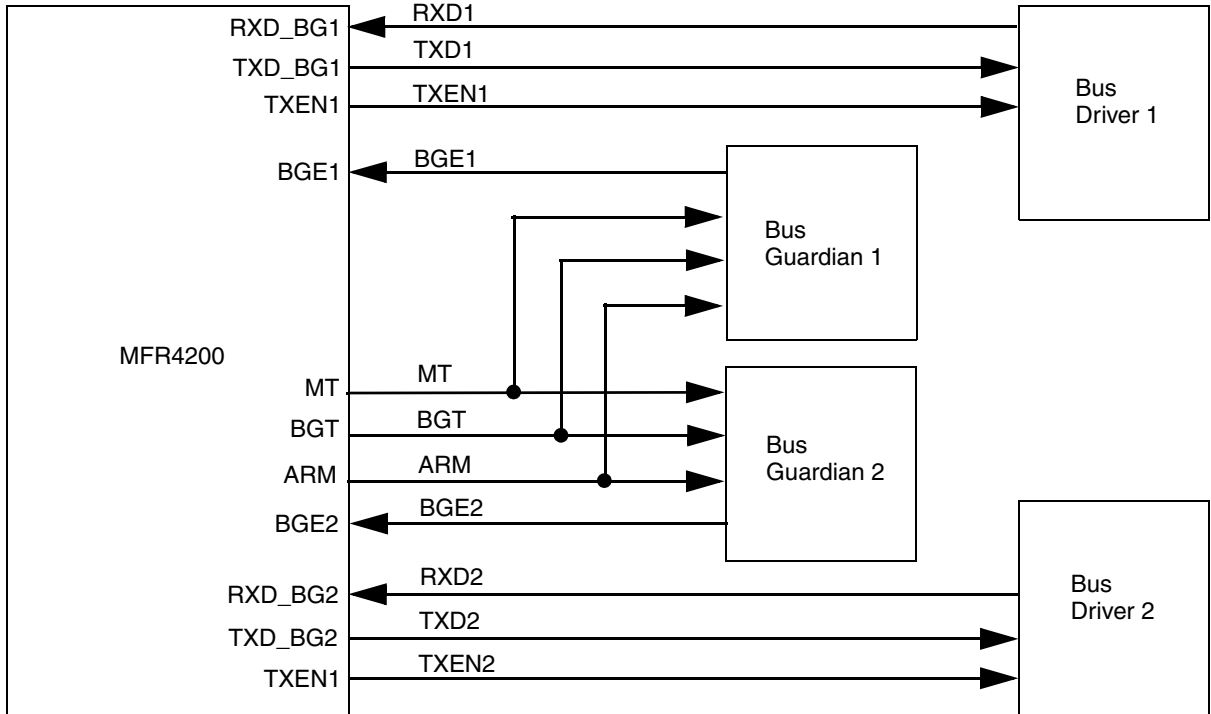 RXD_BG1 RXD1
TXD_BG1 TXD1
TXEN1 TXEN1
Bus
Driver 1
BGE1 BGE1
Bus
Guardian 1
MFR4200
MT MT
BGT BGT
ARM ARM
BGE2 BGE2
Bus
Guardian 2
RXD_BG2 RXD2
TXD_BG2 TXD2
TXEN1 TXEN2
Bus
Driver 2